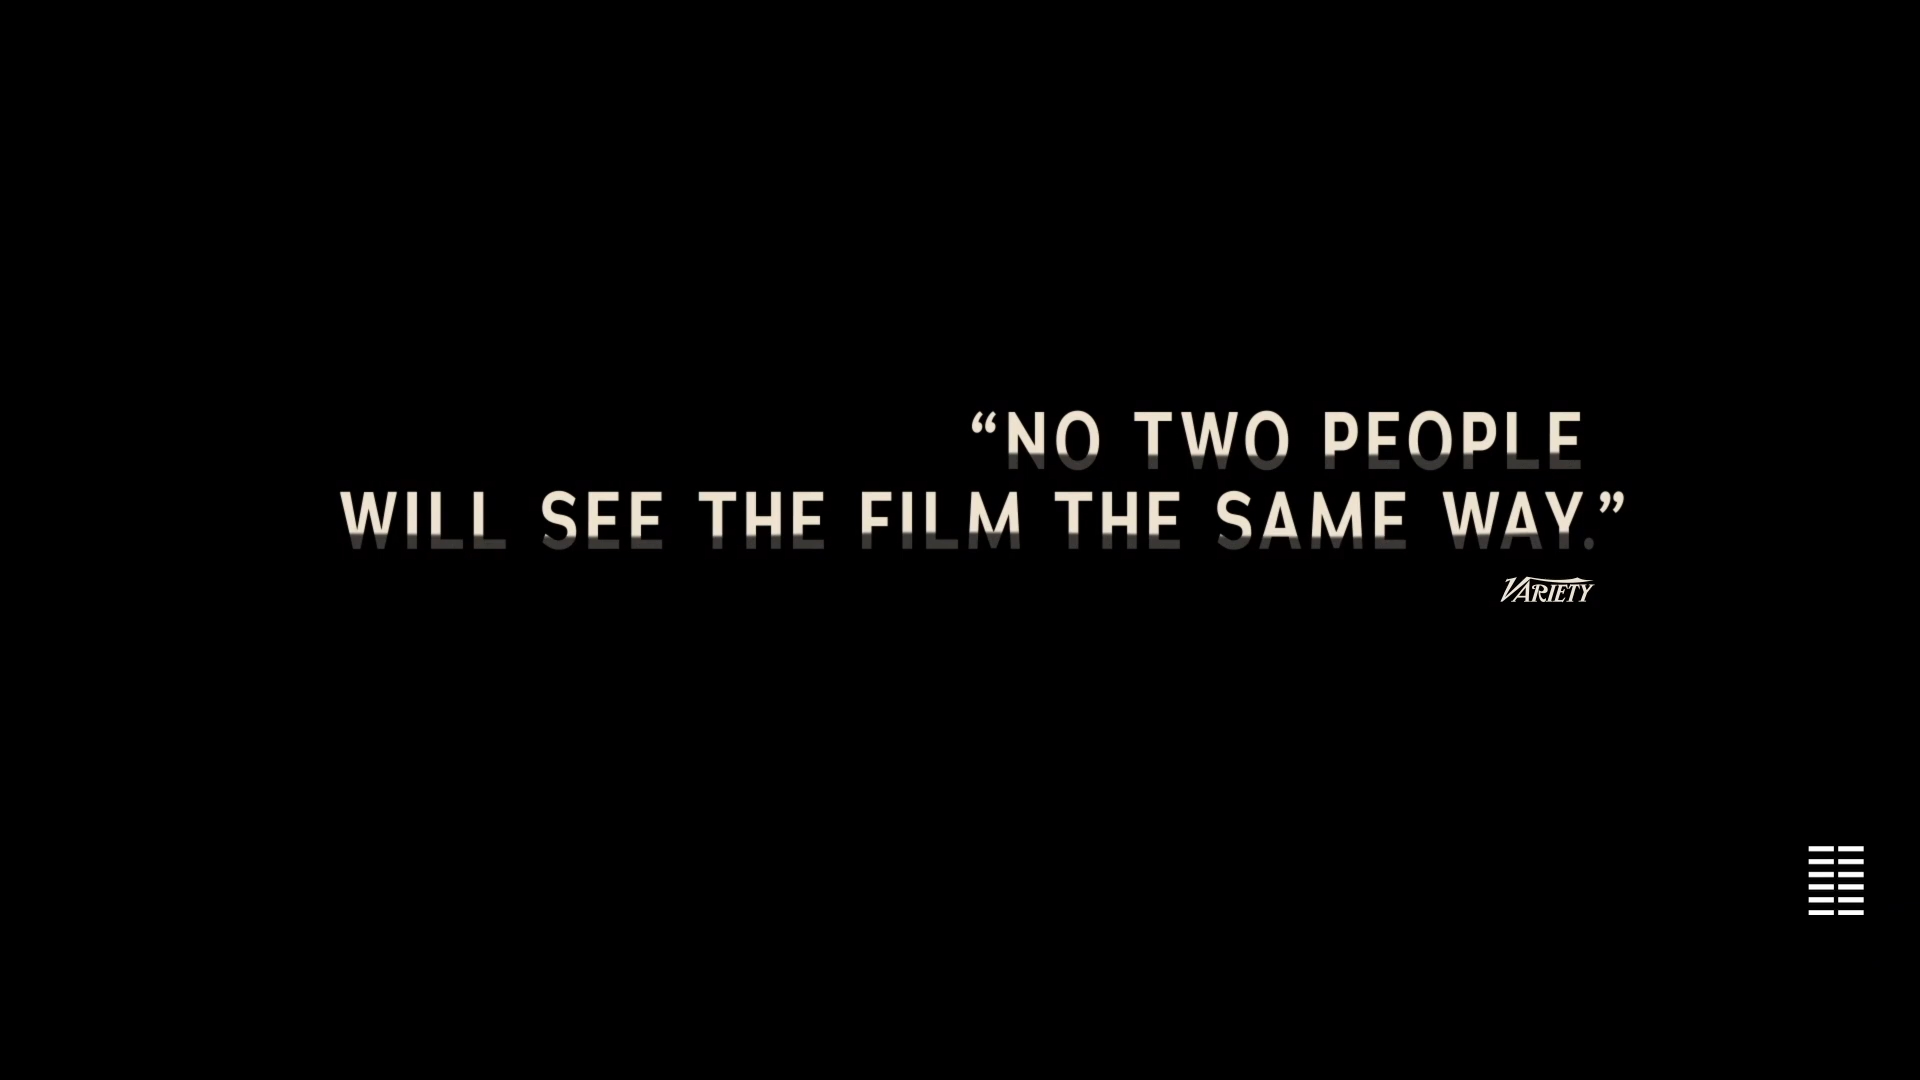 “NO TWO PEOPLE
WILL SEE THE FILM THE SAME WAY.”
VARIETY